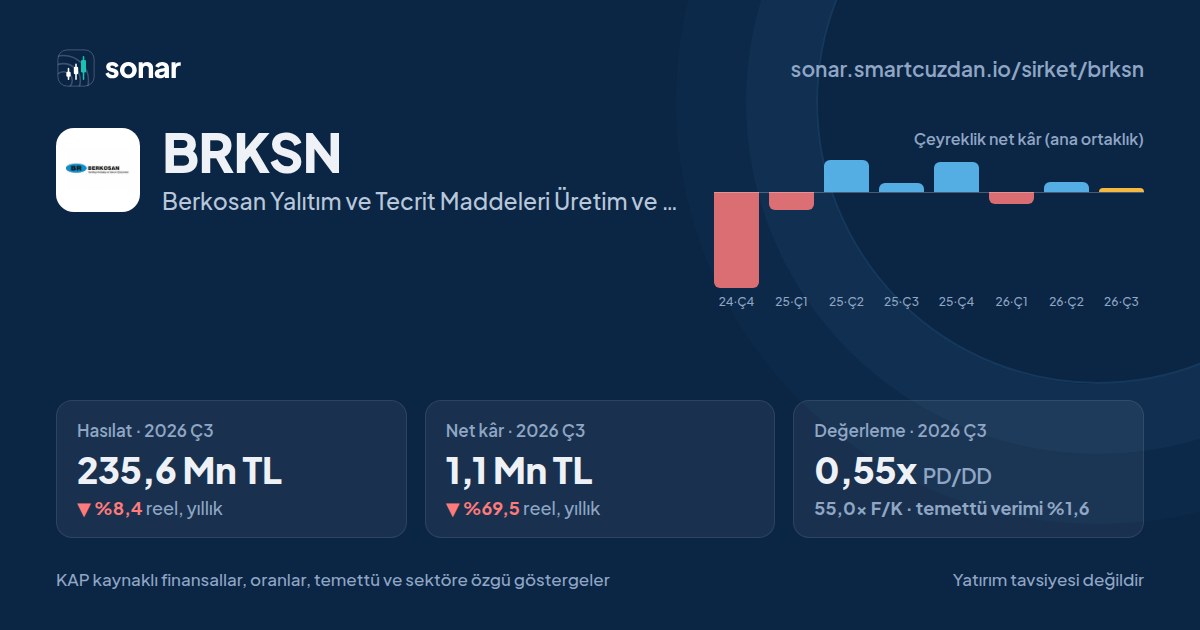 sonar
sonar.smartcuzdan.io/sirket/brksn
BR BERKOSAN
BRKSN
Berkosan Yalıtım ve Tecrit Maddeleri Üretim ve ...
Çeyreklik net kâr (ana ortaklık)
24-Ç4 25-Ç1 25-Ç2 25-Ç3 25-Ç4 26-Ç1 26-Ç2 26-Ç3
Hasılat · 2026 Ç3
235,6 Mn TL
▼ %8,4 reel, yıllık
Net kâr · 2026 Ç3
1,1 Mn TL
▼ %69,5 reel, yıllık
Değerleme · 2026 Ç3
0,55x PD/DD
55,0× F/K · temettü verimi %1,6
KAP kaynaklı finansallar, oranlar, temettü ve sektöre özgü göstergeler
Yatırım tavsiyesi değildir